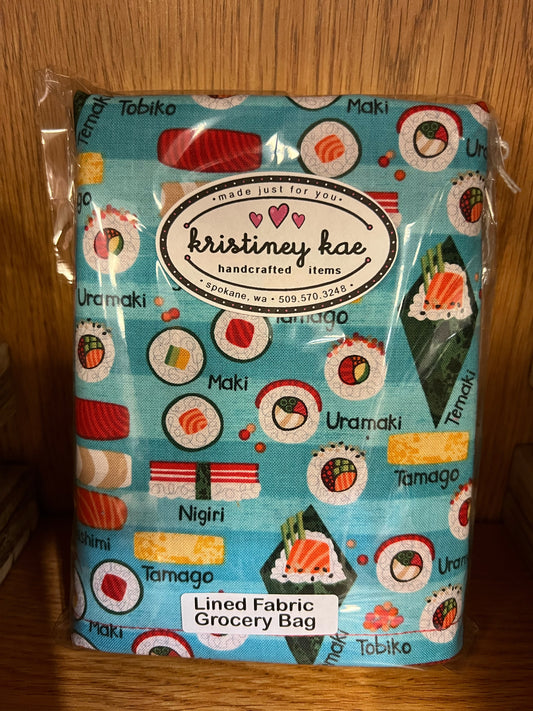 Temaki
Tobiko
Maki
made just for you
kristiney kae
handcrafted items
spokane, wa • 509.570.3248
Uramaki
Tamago
Maki
Uramaki
Temaki
Tamago
Nigiri
Tamago
Lined Fabric
Grocery Bag
Maki
Tobiko